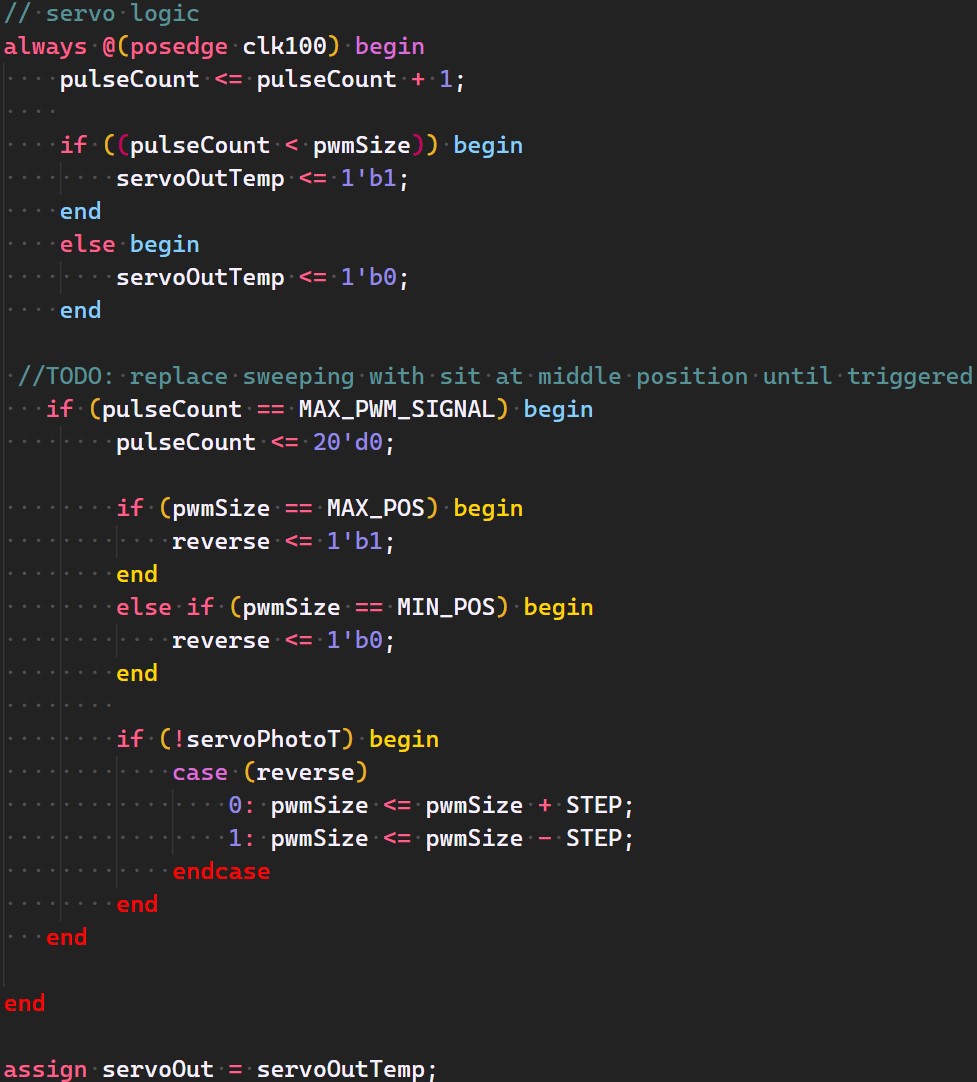 // servo logic
always @(posedge clk100) begin
    pulseCount <= pulseCount + 1;
    if ((pulseCount < pwmSize)) begin
        servoOutTemp <= 1'b1;
    end
    else begin
        servoOutTemp <= 1'b0;
    end
 //TODO: replace sweeping with sit at middle position until triggered
   if (pulseCount == MAX_PWM_SIGNAL) begin
        pulseCount <= 20'd0;
        if (pwmSize == MAX_POS) begin
            reverse <= 1'b1;
        end
        else if (pwmSize == MIN_POS) begin
            reverse <= 1'b0;
        end
        if (!servoPhotoT) begin
            case (reverse)
                0: pwmSize <= pwmSize + STEP;
                1: pwmSize <= pwmSize - STEP;
            endcase
        end
   end
end
assign servoOut = servoOutTemp;